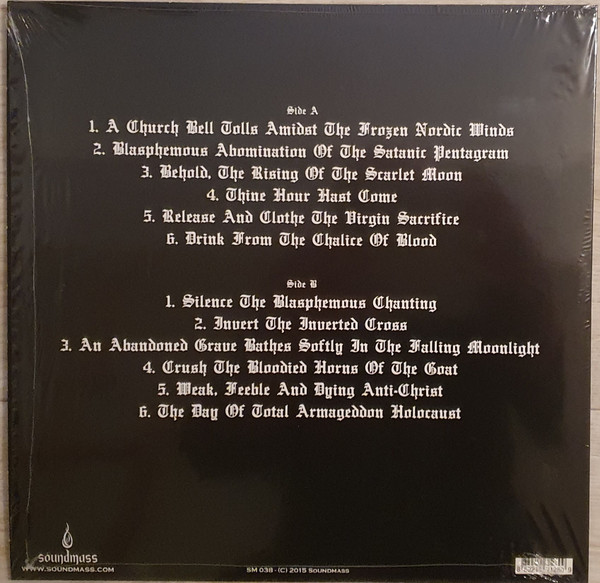 Side A
1. A Church Bell Tolls Amidst The Frozen Nordic Winds
2. Blasphemous Abomination Of The Satanic Pentagram
3. Behold, The Rising Of The Scarlet Moon
4. Thine Hour Hast Come
5. Release And Clothe The Virgin Sacrifice
6. Drink From The Chalice Of Blood
Side B
1. Silence The Blasphemous Chanting
2. Invert The Inverted Cross
3. An Abandoned Grave Bathes Softly In The Falling Moonlight
4. Crush The Bloodied Horns Of The Goat
5. Weak, Feeble And Dying Anti-Christ
6. The Day Of Total Armageddon Holocaust
soundmass
www.soundmass.com
SM 038 · (C) 2015 Soundmass